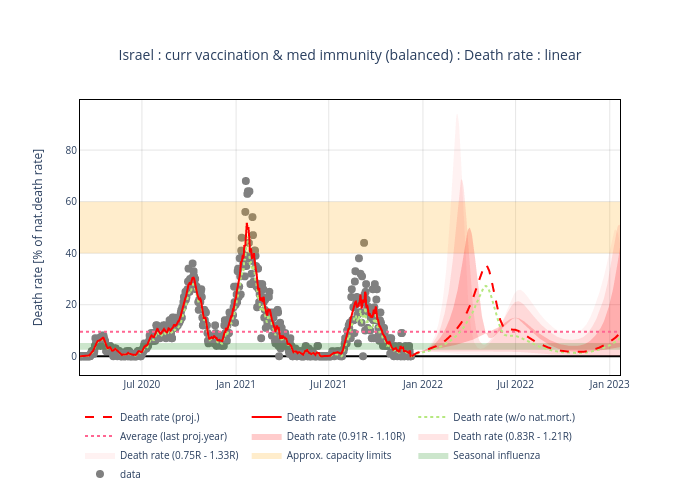 Israel : curr vaccination & med immunity (balanced) : Death rate : linear
Death rate [% of nat.death rate]
80
60
40
20
0
Jul 2020
Jan 2021
Jul 2021
Jan 2022
Jul 2022
Jan 2023
Death rate (proj.)
Death rate
Death rate (w/o nat.mort.)
Average (last proj.year)
Death rate (0.91R - 1.10R)
Death rate (0.83R - 1.21R)
Death rate (0.75R - 1.33R)
Approx. capacity limits
Seasonal influenza
data